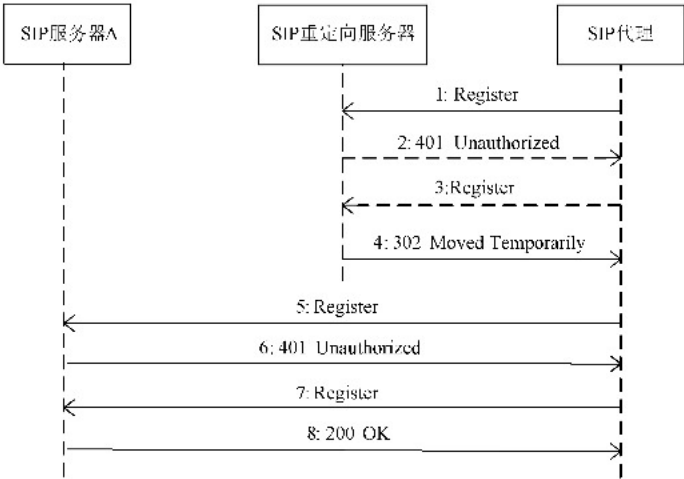 SIP服务器A
SIP重定向服务器
SIP代理
1: Register
2: 401 Unauthorized
3:Register
4: 302 Moved Temporarily
5: Register
6: 401 Unauthorized
7: Register
8: 200 OK